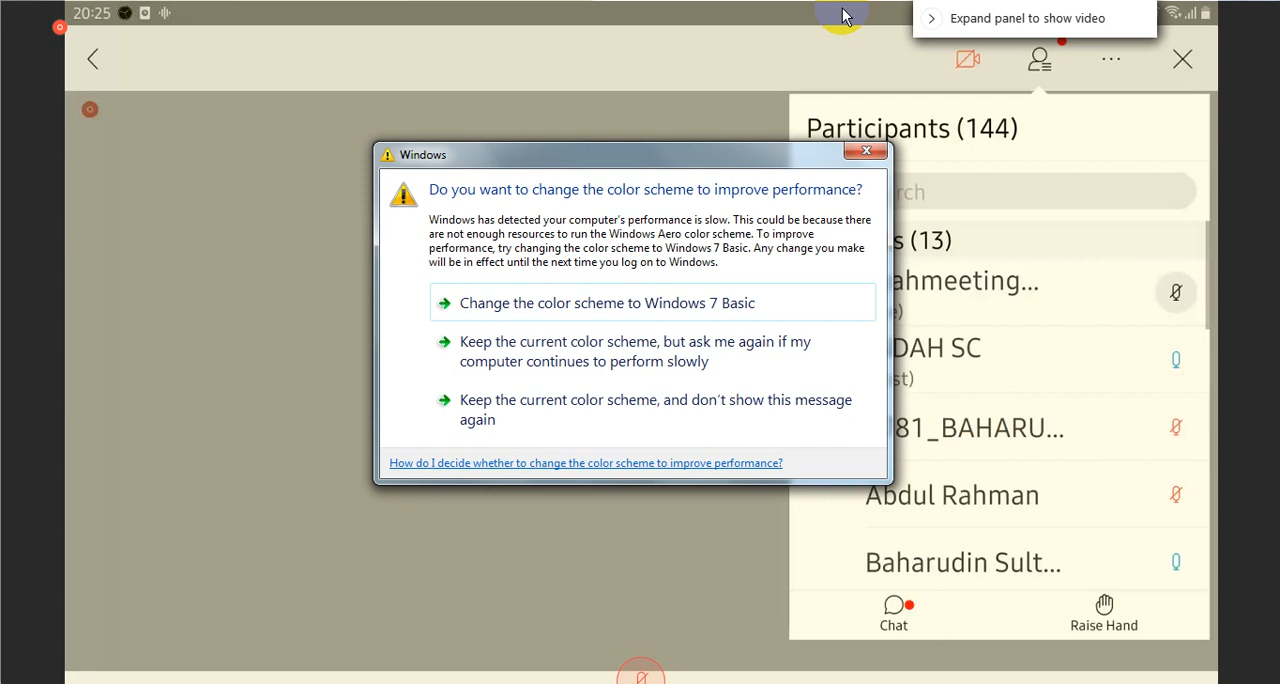 20:25
Expand panel to show video
Participants (144)
Windows
Do you want to change the color scheme to improve performance?
Windows has detected your computer's performance is slow. This could be because there
are not enough resources to run the Windows Aero color scheme. To improve
performance, try changing the color scheme to Windows 7 Basic. Any change you make
will be in effect until the next time you log on to Windows.
Change the color scheme to Windows 7 Basic
Keep the current color scheme, but ask me again if my
computer continues to perform slowly
Keep the current color scheme, and don't show this message
again
How do I decide whether to change the color scheme to improve performance?
rch
s (13)
ahmeeting...
e)
DAH SC
st)
81_BAHARU...
Abdul Rahman
Baharudin Sult...
Chat
Raise Hand